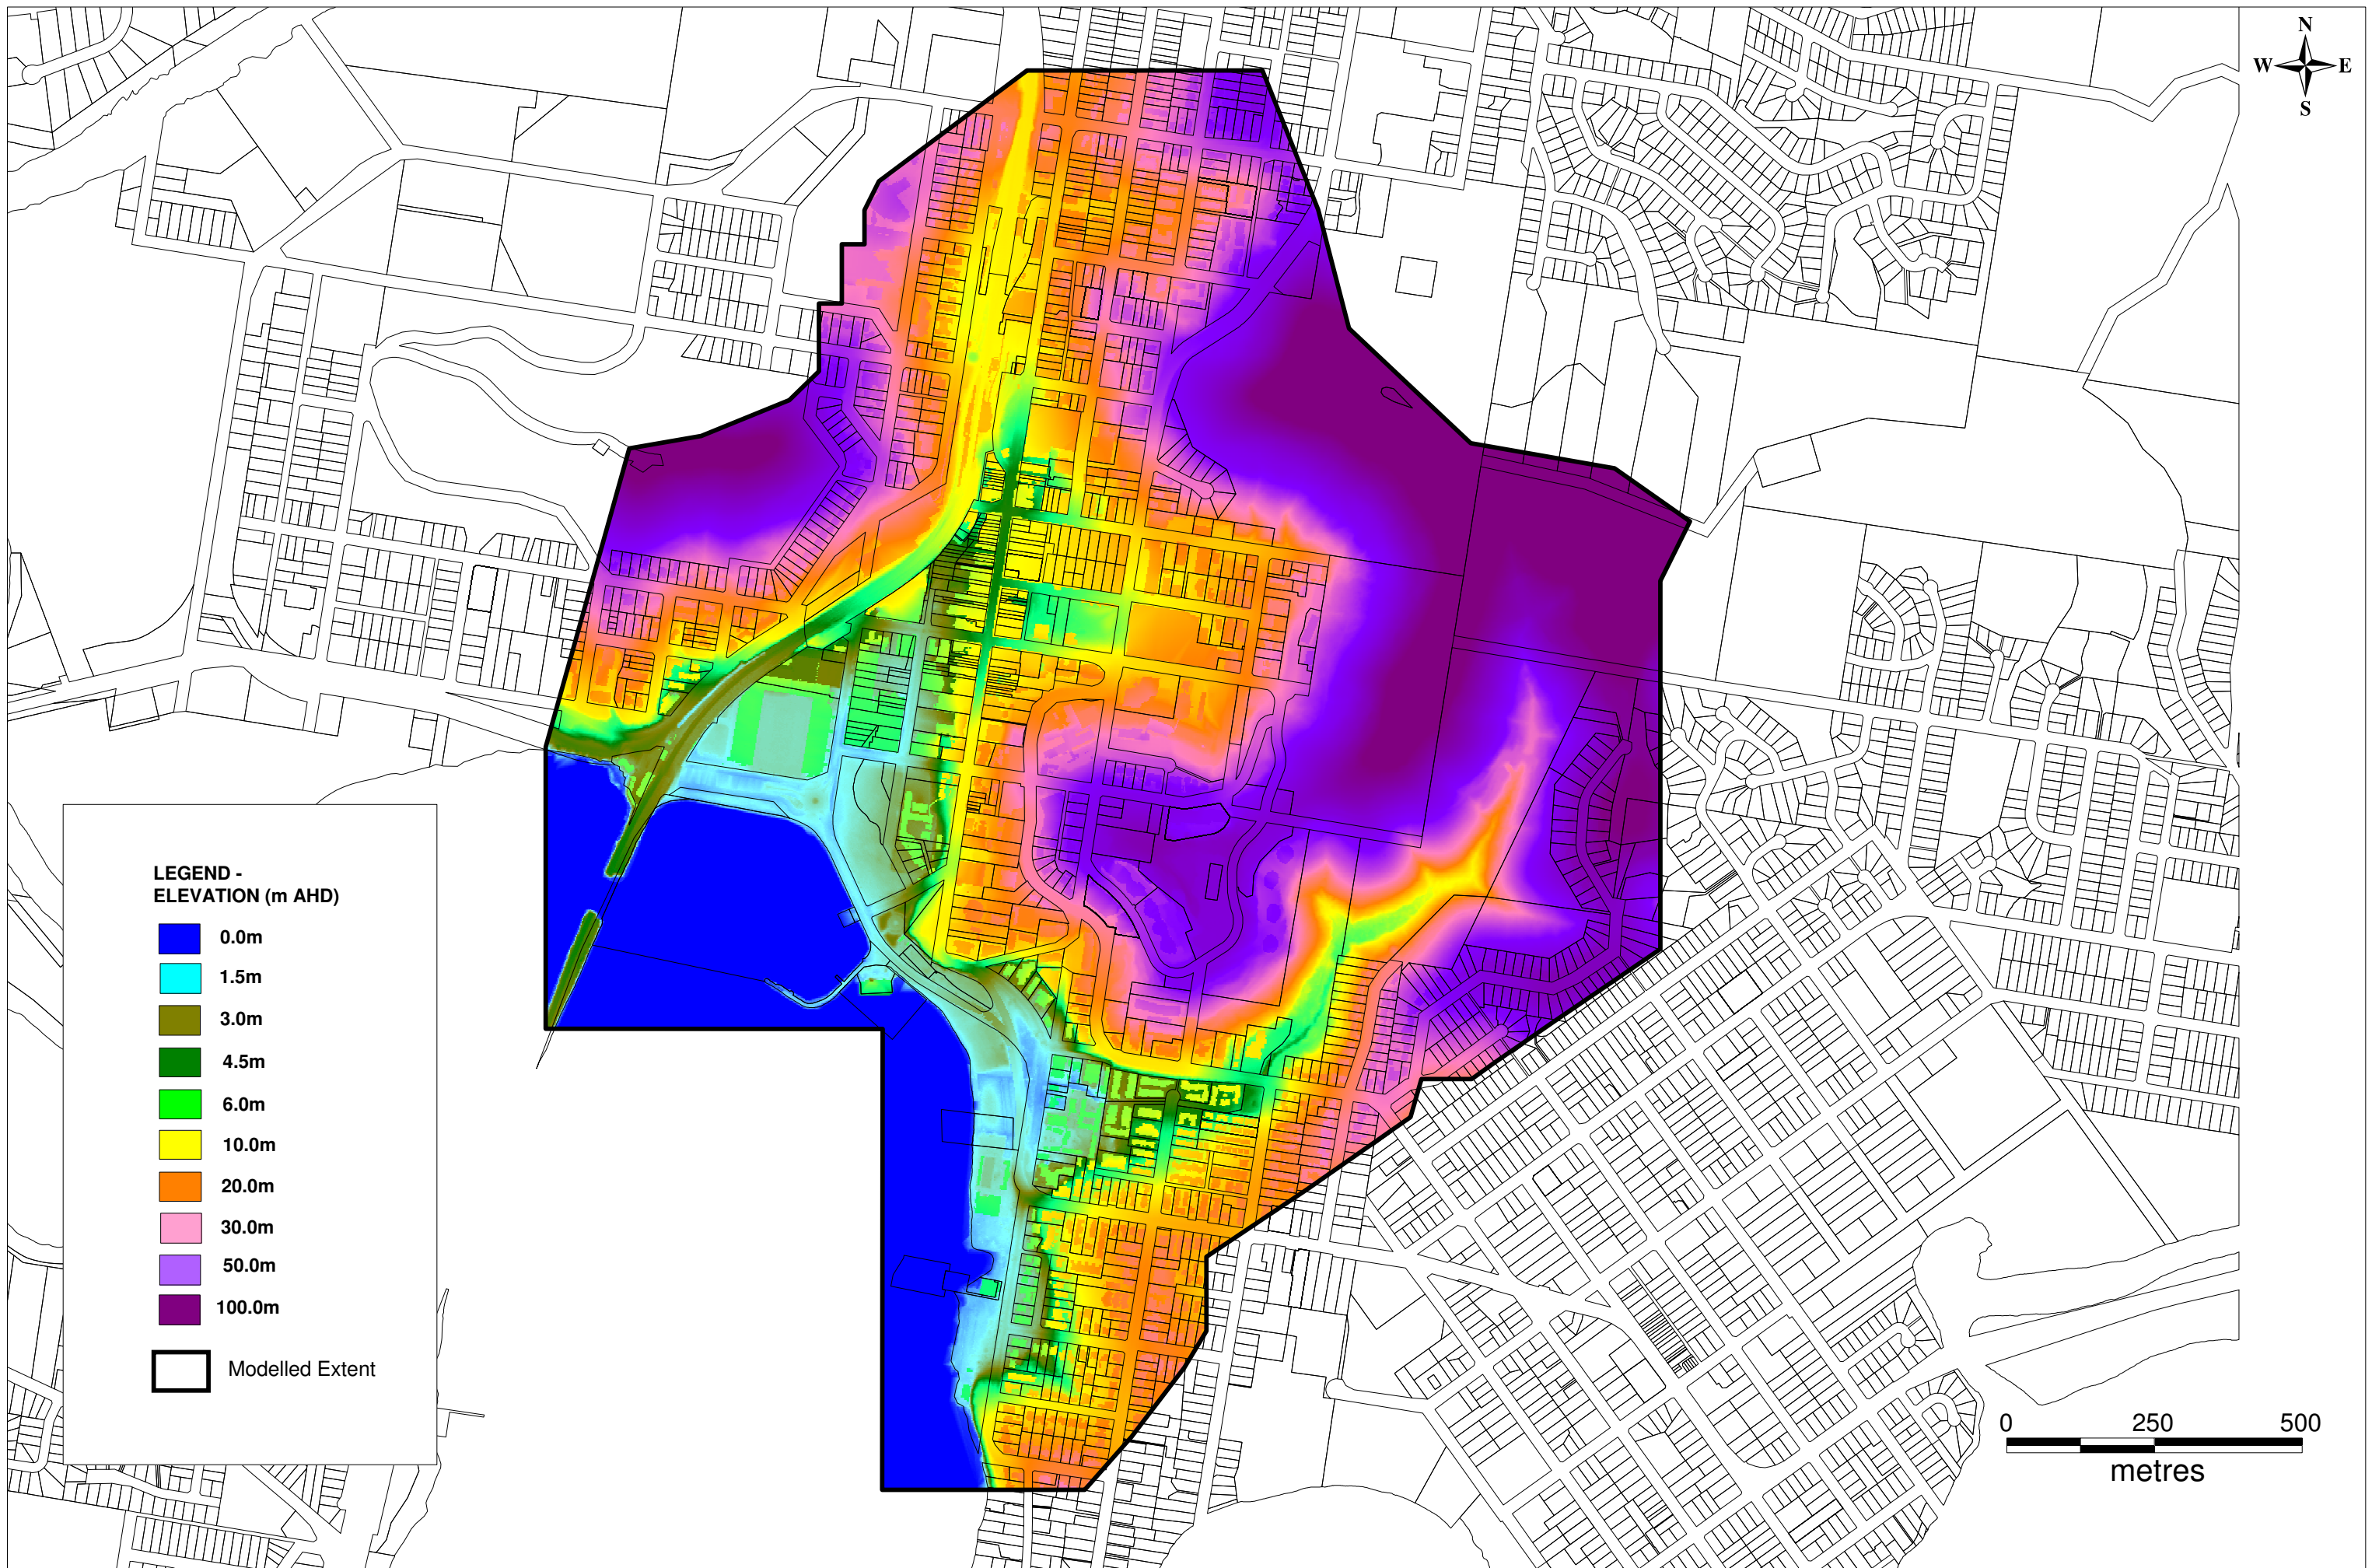 N
W E
S
LEGEND -
ELEVATION (m AHD)
0.0m
1.5m
3.0m
4.5m
6.0m
10.0m
20.0m
30.0m
50.0m
100.0m
Modelled Extent
0 250 500
metres